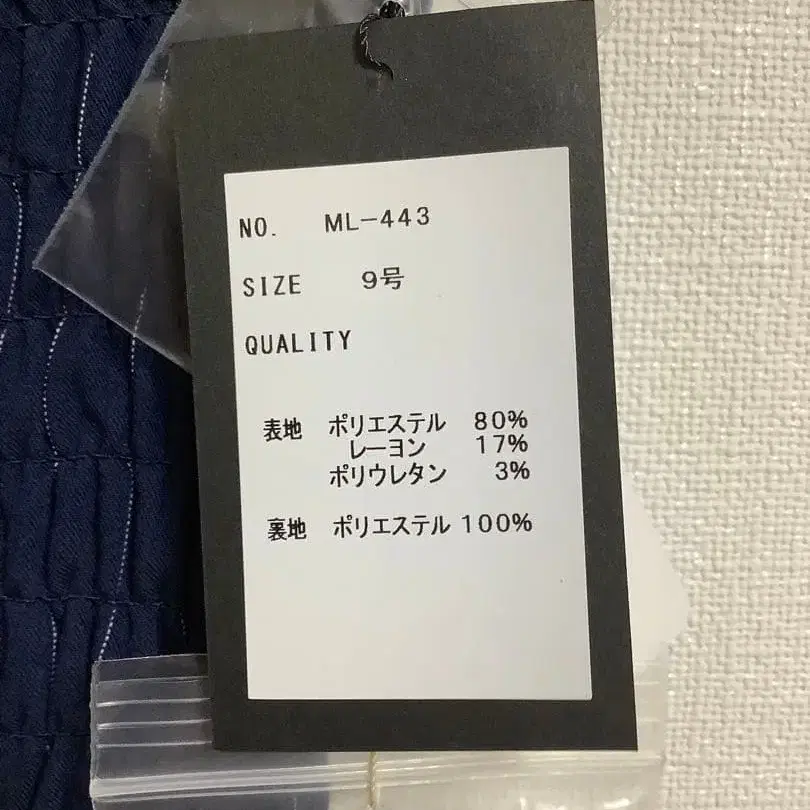 NO. ML-443
SIZE 9号
QUALITY
表地 ポリエステル 80%
レーヨン 17%
ポリウレタン 3%
裏地 ポリエステル 100%